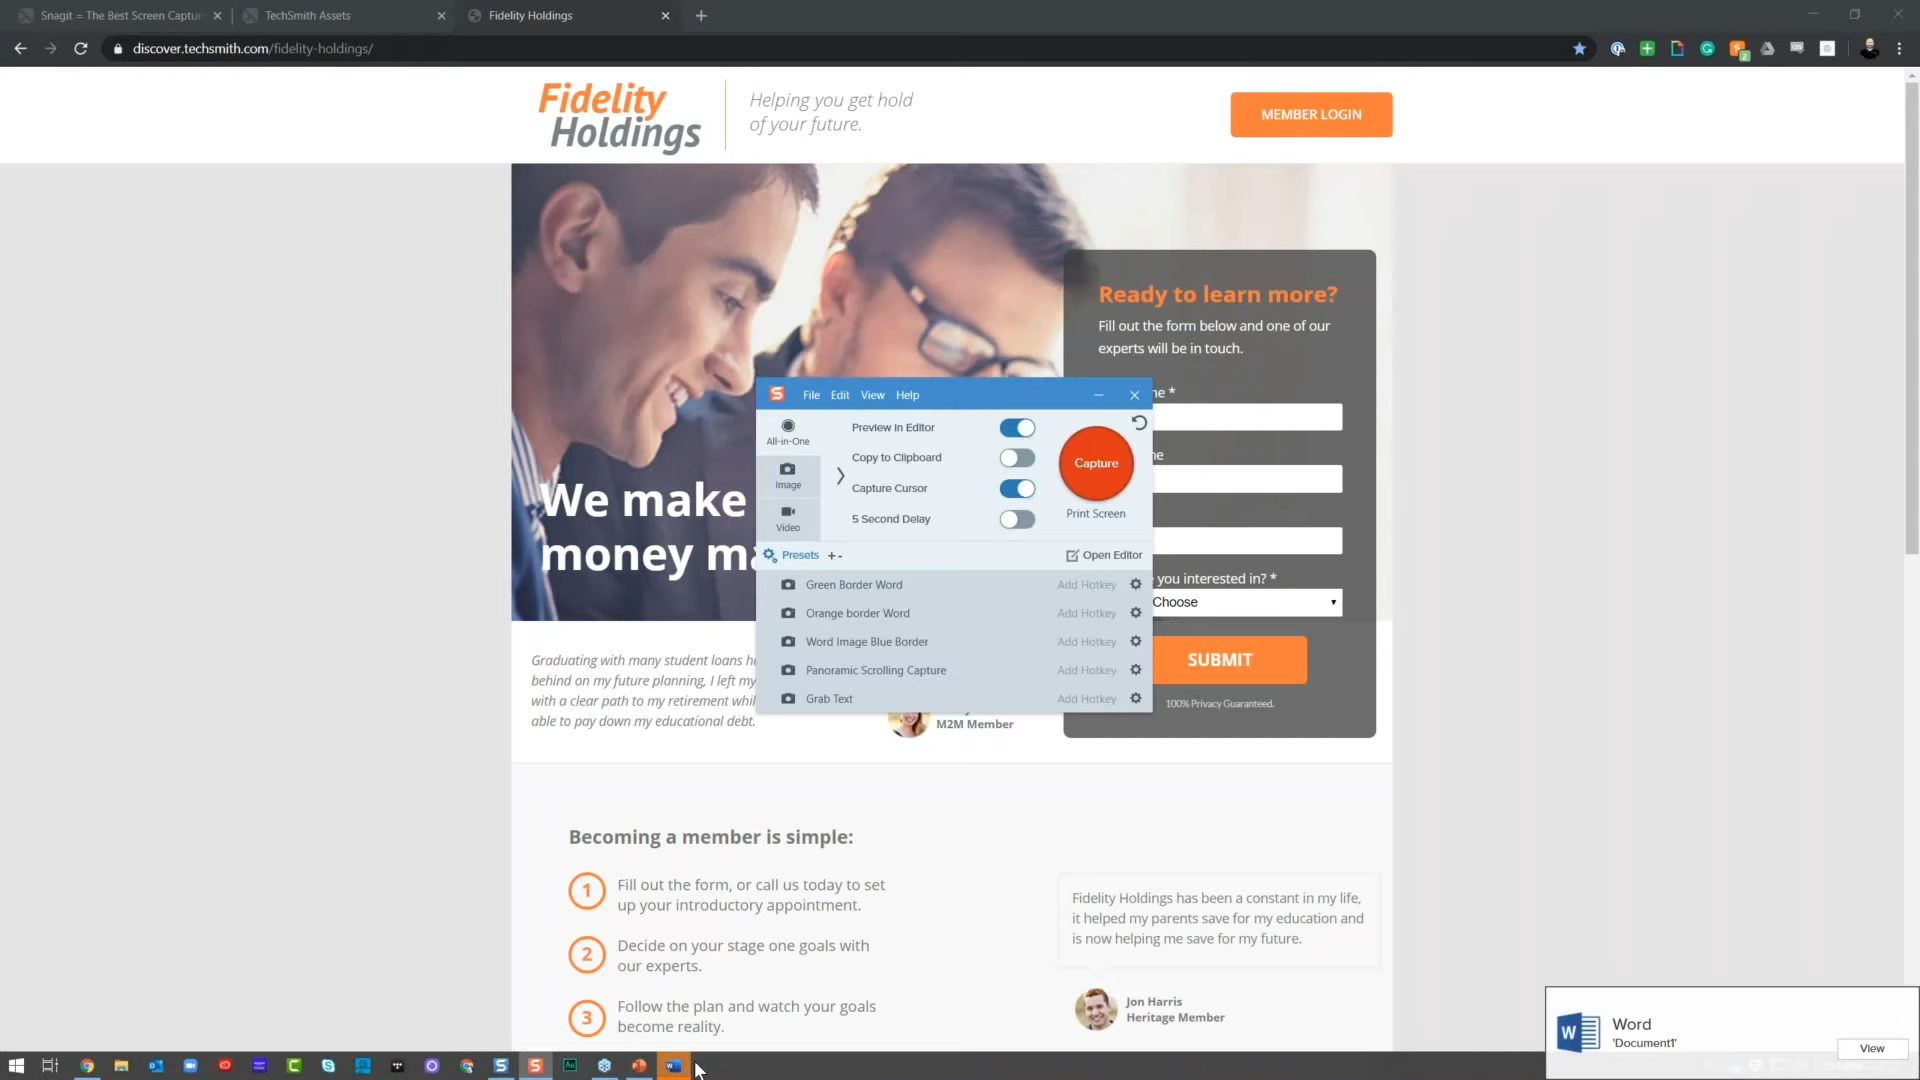 Snagit = The Best Screen Captur
TechSmith Assets
Fidelity Holdings
discover.techsmith.com/fidelity-holdings/
Fidelity
Holdings
Helping you get hold
of your future.
MEMBER LOGIN
Ready to learn more?
Fill out the form below and one of our
experts will be in touch.
me *
me
you interested in? *
Choose
SUBMIT
100% Privacy Guaranteed.
We make
money ma
File Edit View Help
All-in-One
Image
Video
Preview in Editor
Copy to Clipboard
Capture Cursor
5 Second Delay
Capture
Print Screen
Presets
Open Editor
Green Border Word Add Hotkey
Orange border Word Add Hotkey
Word Image Blue Border Add Hotkey
Panoramic Scrolling Capture Add Hotkey
Grab Text Add Hotkey
Graduating with many student loans h
behind on my future planning, I left my
with a clear path to my retirement whil
able to pay down my educational debt.
M2M Member
Becoming a member is simple:
1 Fill out the form, or call us today to set
up your introductory appointment.
2 Decide on your stage one goals with
our experts.
3 Follow the plan and watch your goals
become reality.
Fidelity Holdings has been a constant in my life,
it helped my parents save for my education and
is now helping me save for my future.
Jon Harris
Heritage Member
Word
'Document1'
View